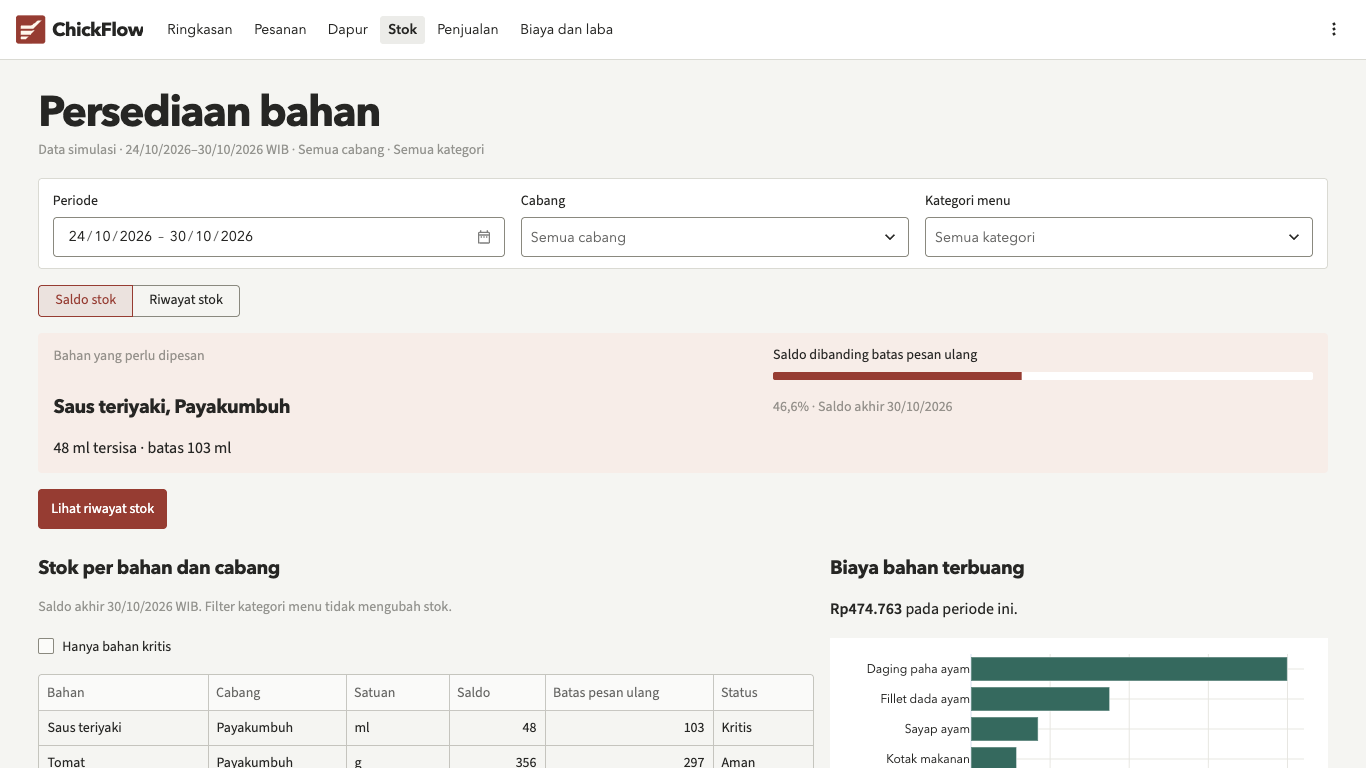 ChickFlow Ringkasan Pesanan Dapur Stok Penjualan Biaya dan laba
Persediaan bahan
Data simulasi · 24/10/2026–30/10/2026 WIB · Semua cabang · Semua kategori
Periode Cabang Kategori menu
24/10/2026 – 30/10/2026 Semua cabang Semua kategori
Saldo stok Riwayat stok
Bahan yang perlu dipesan
Saus teriyaki, Payakumbuh
48 ml tersisa · batas 103 ml
Saldo dibanding batas pesan ulang
46,6% · Saldo akhir 30/10/2026
Lihat riwayat stok
Stok per bahan dan cabang
Saldo akhir 30/10/2026 WIB. Filter kategori menu tidak mengubah stok.
Hanya bahan kritis
Bahan Cabang Satuan Saldo Batas pesan ulang Status
Saus teriyaki Payakumbuh ml 48 103 Kritis
Tomat Payakumbuh g 356 297 Aman
Biaya bahan terbuang
Rp474.763 pada periode ini.
Daging paha ayam
Fillet dada ayam
Sayap ayam
Kotak makanan